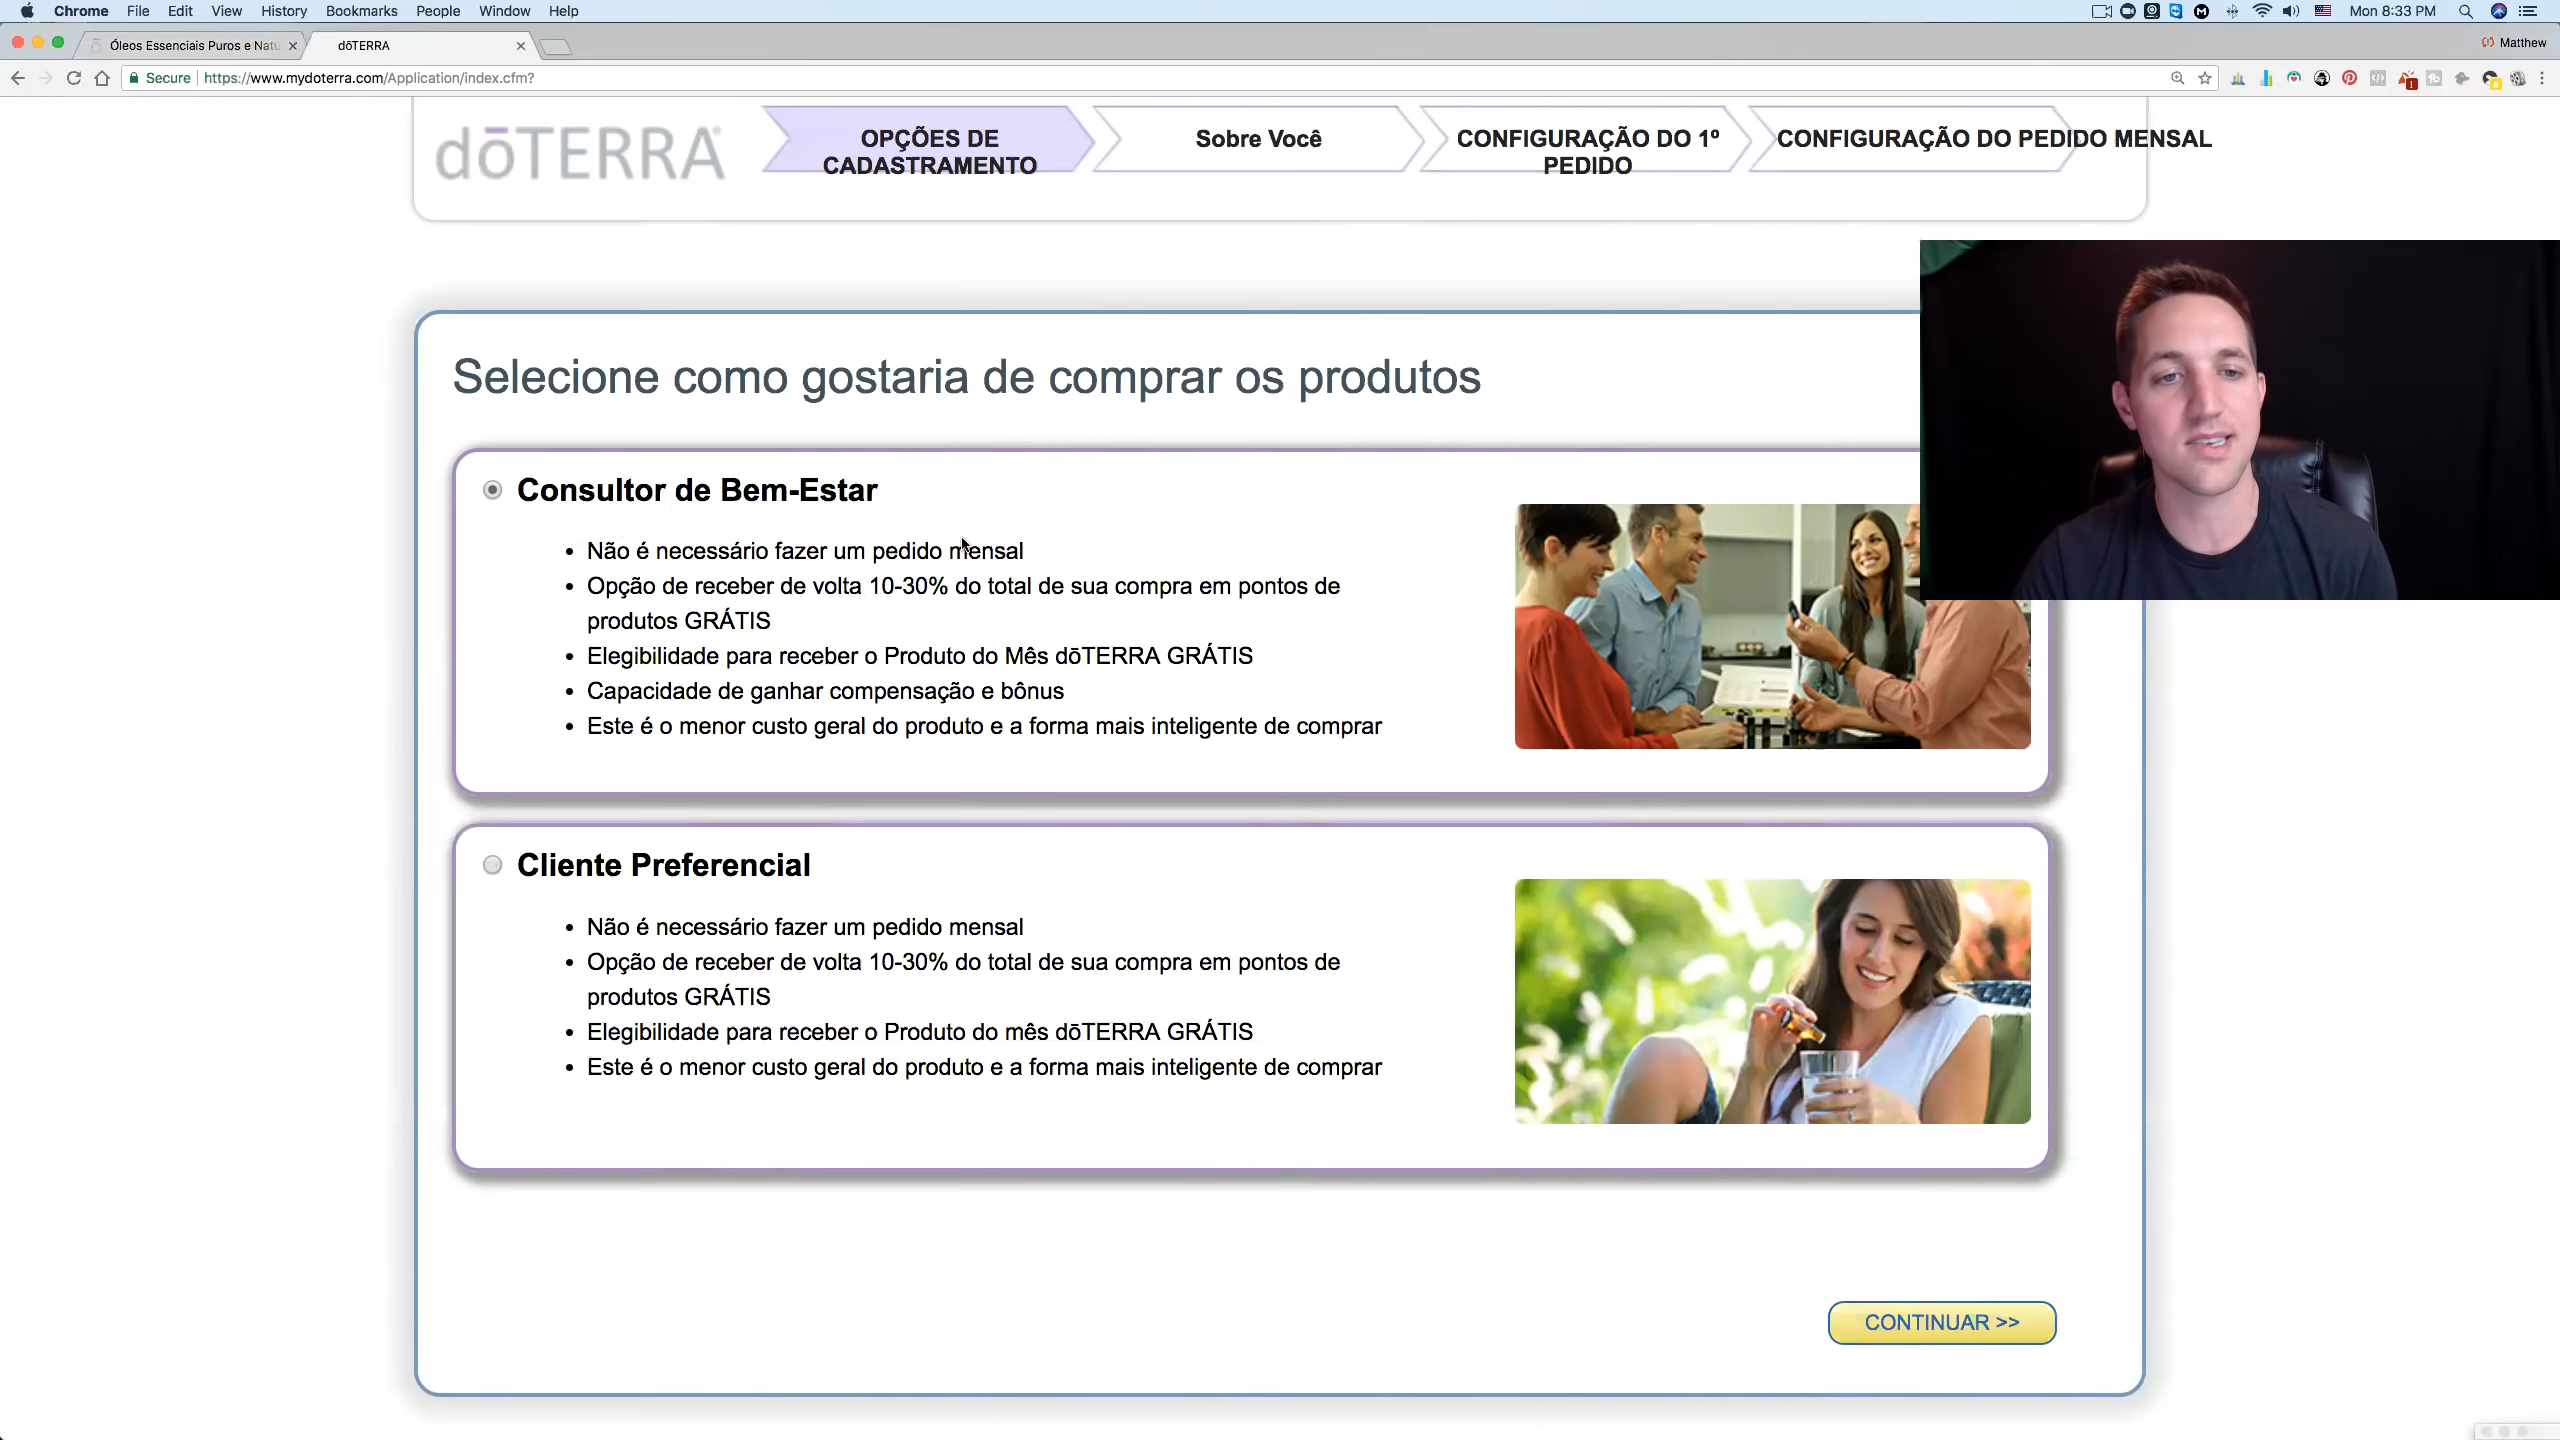 Chrome File Edit View History Bookmarks People Window Help Mon 8:33 PM
Óleos Essenciais Puros e Natu dōTERRA Matthew
Secure https://www.mydoterra.com/Application/index.cfm?
dōTERRA
OPÇÕES DE
CADASTRAMENTO
Sobre Você
CONFIGURAÇÃO DO 1º
PEDIDO
CONFIGURAÇÃO DO PEDIDO MENSAL
Selecione como gostaria de comprar os produtos
Consultor de Bem-Estar
• Não é necessário fazer um pedido mensal
• Opção de receber de volta 10-30% do total de sua compra em pontos de
produtos GRÁTIS
• Elegibilidade para receber o Produto do Mês dōTERRA GRÁTIS
• Capacidade de ganhar compensação e bônus
• Este é o menor custo geral do produto e a forma mais inteligente de comprar
Cliente Preferencial
• Não é necessário fazer um pedido mensal
• Opção de receber de volta 10-30% do total de sua compra em pontos de
produtos GRÁTIS
• Elegibilidade para receber o Produto do mês dōTERRA GRÁTIS
• Este é o menor custo geral do produto e a forma mais inteligente de comprar
CONTINUAR >>